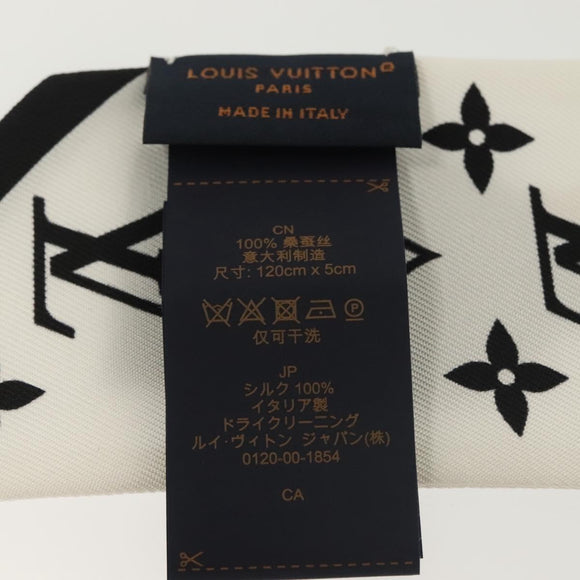 LOUIS VUITTON®
PARIS
MADE IN ITALY
CN
100% 桑蚕丝
意大利制造
尺寸: 120cm x 5cm
P
仅可干洗
JP
シルク 100%
イタリア製
ドライクリーニング
ルイ·ヴィトン ジャパン(株)
0120-00-1854
CA